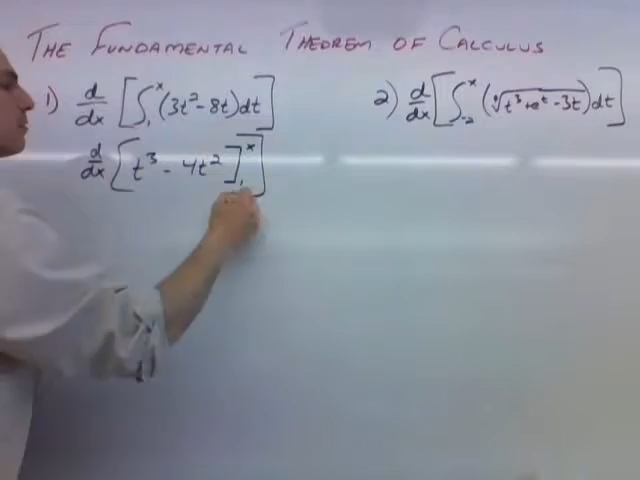 THE FUNDAMENTAL THEOREM OF CALCULUS
1) d/dx [∫₁ˣ (3t² - 8t)dt]
2) d/dx [∫₋₂ˣ (∜(t³ + eᵗ - 3t))dt]
d/dx [t³ - 4t²]₁ˣ]